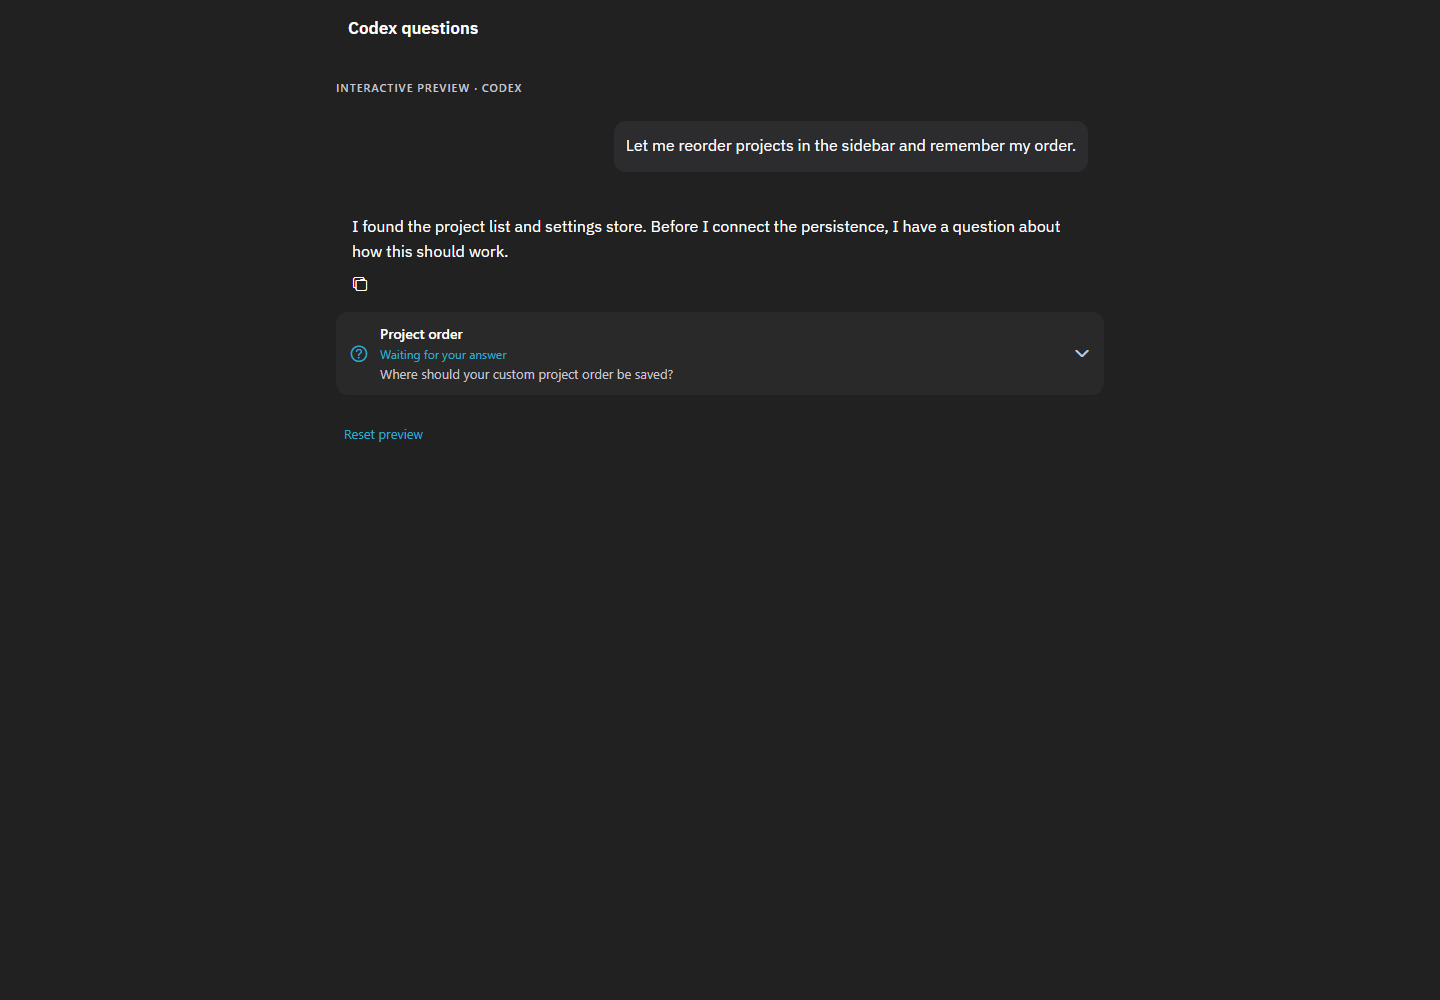 Codex questions
INTERACTIVE PREVIEW · CODEX
Let me reorder projects in the sidebar and remember my order.
I found the project list and settings store. Before I connect the persistence, I have a question about
how this should work.
Project order
Waiting for your answer
Where should your custom project order be saved?
Reset preview